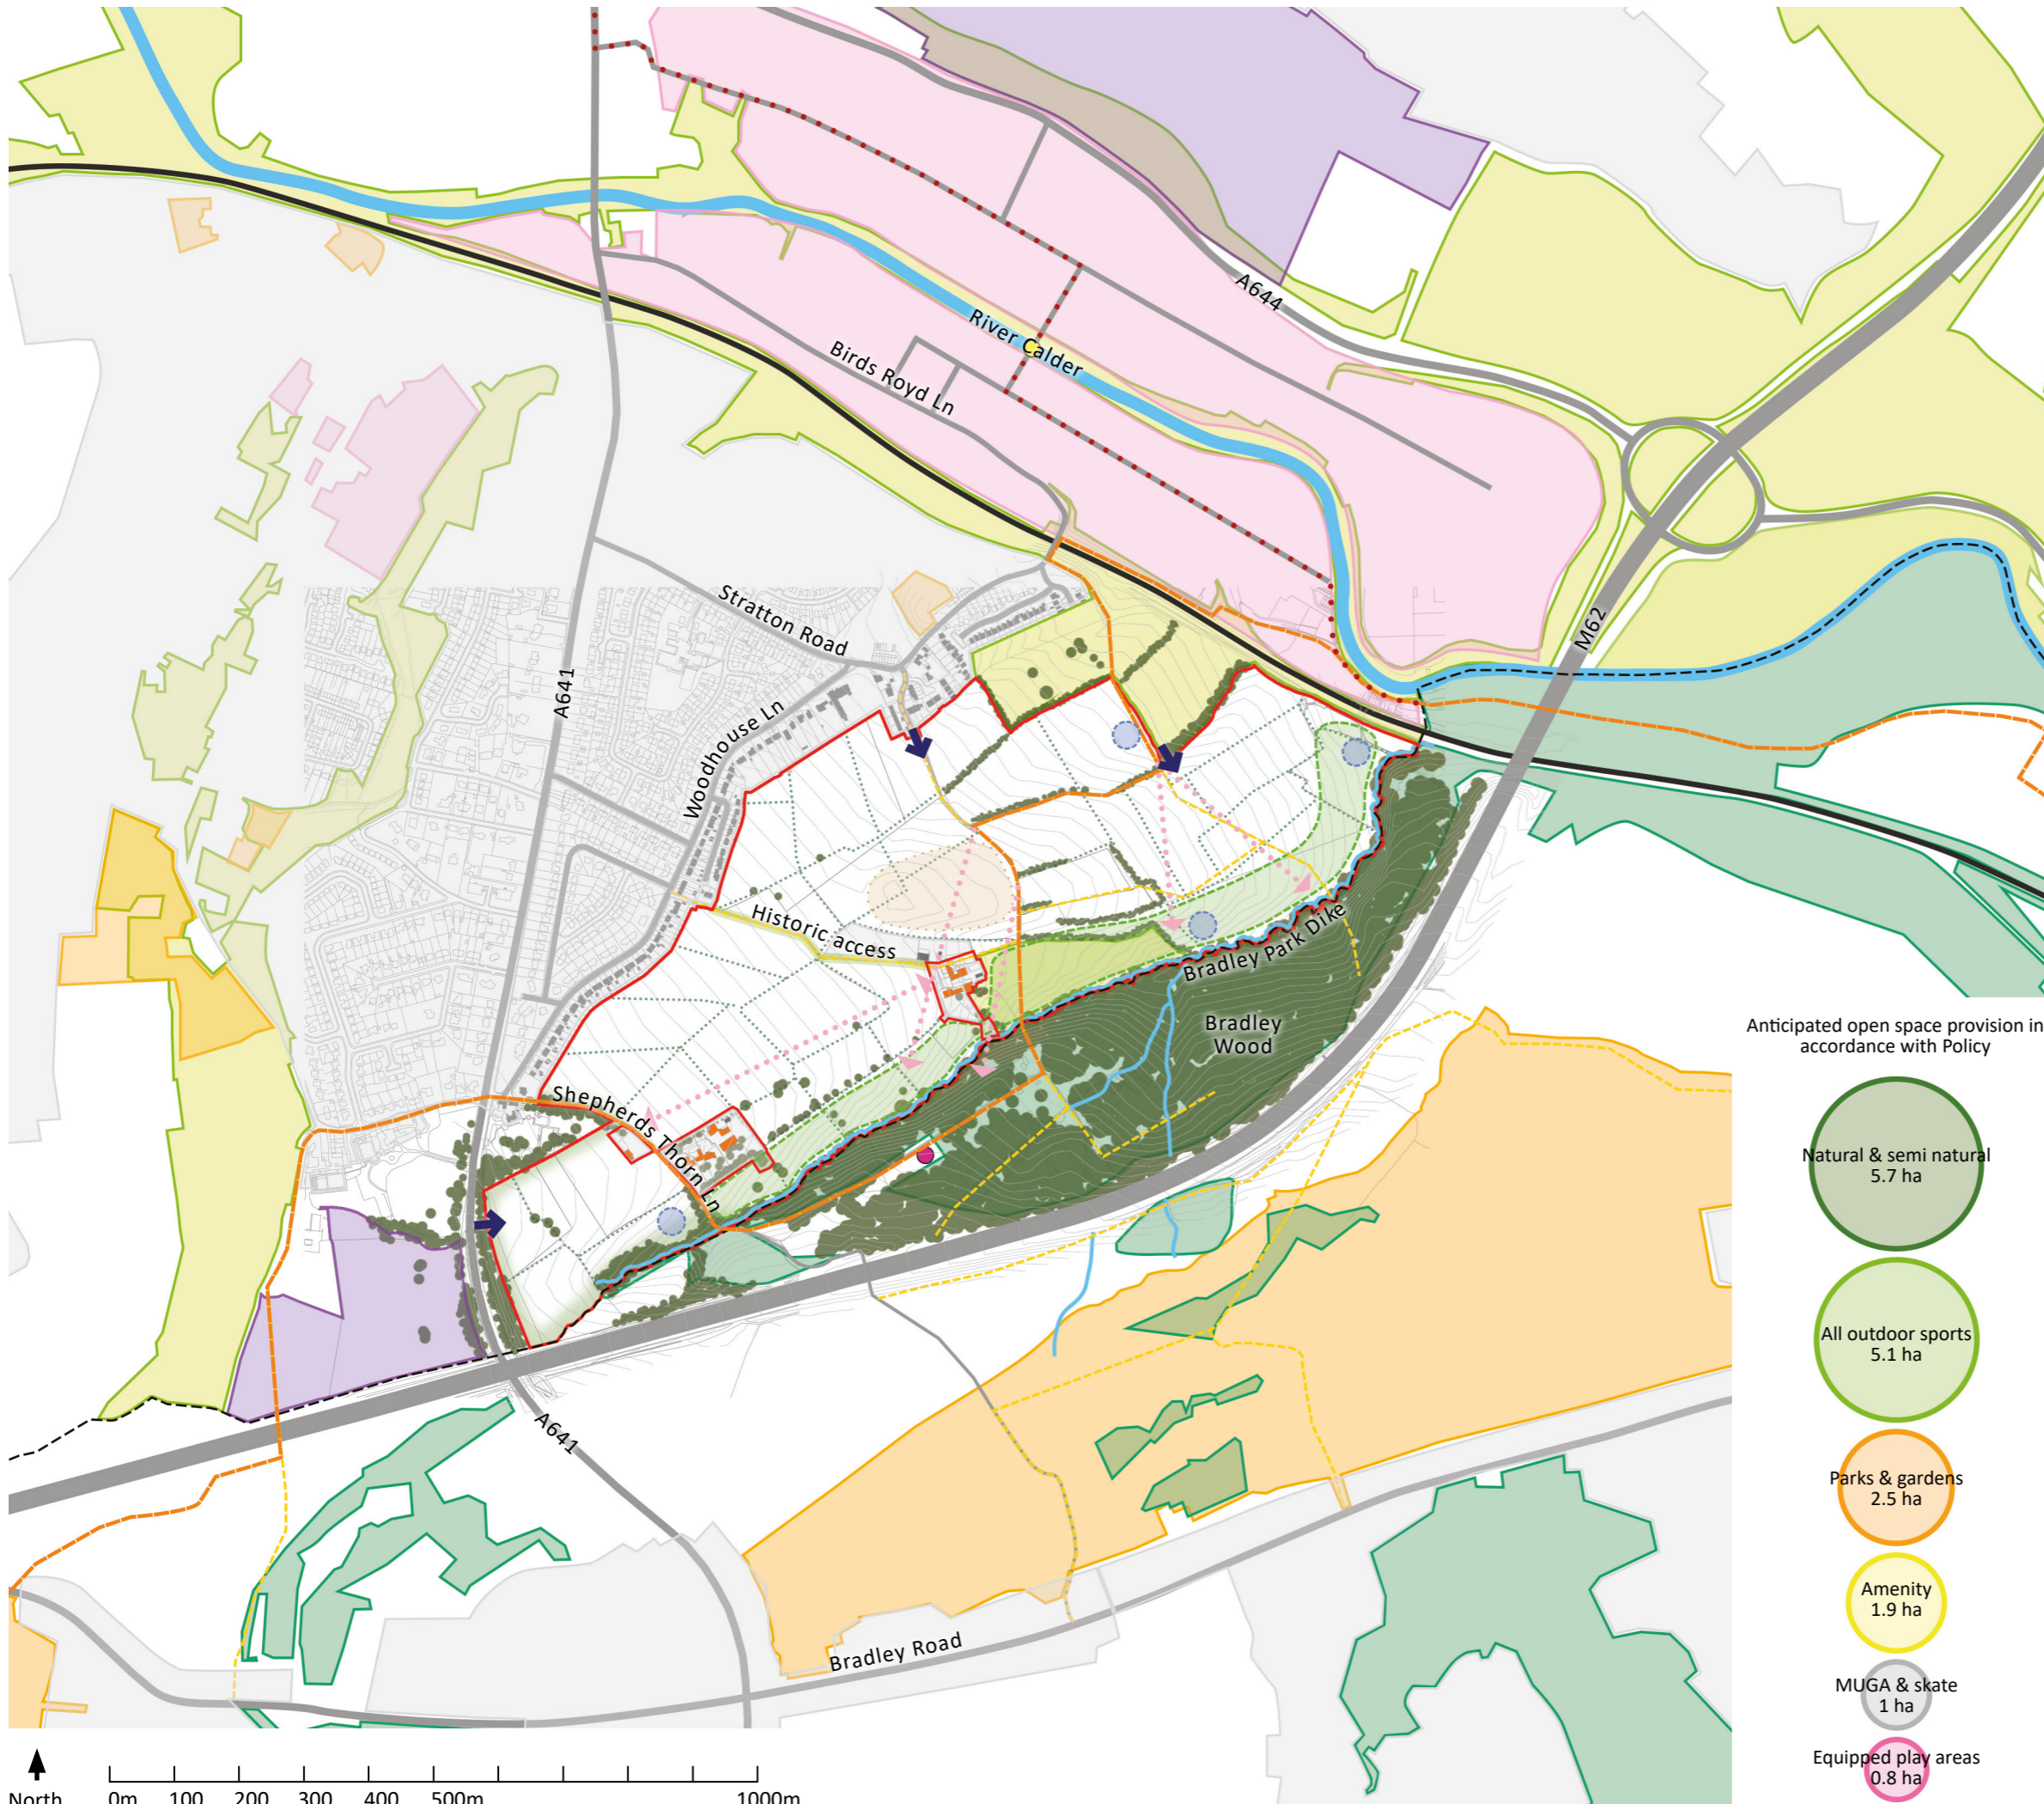 A644
River Calder
Birds Royd Ln
M62
Stratton Road
A641
Woodhouse Ln
Historic access
Bradley Park Dike
Bradley
Wood
Shepherds Thorn Ln
A641
Bradley Road
Anticipated open space provision in
accordance with Policy
Natural & semi natural
5.7 ha
All outdoor sports
5.1 ha
Parks & gardens
2.5 ha
Amenity
1.9 ha
MUGA & skate
1 ha
Equipped play areas
0.8 ha
North
0m 100 200 300 400 500m 1000m